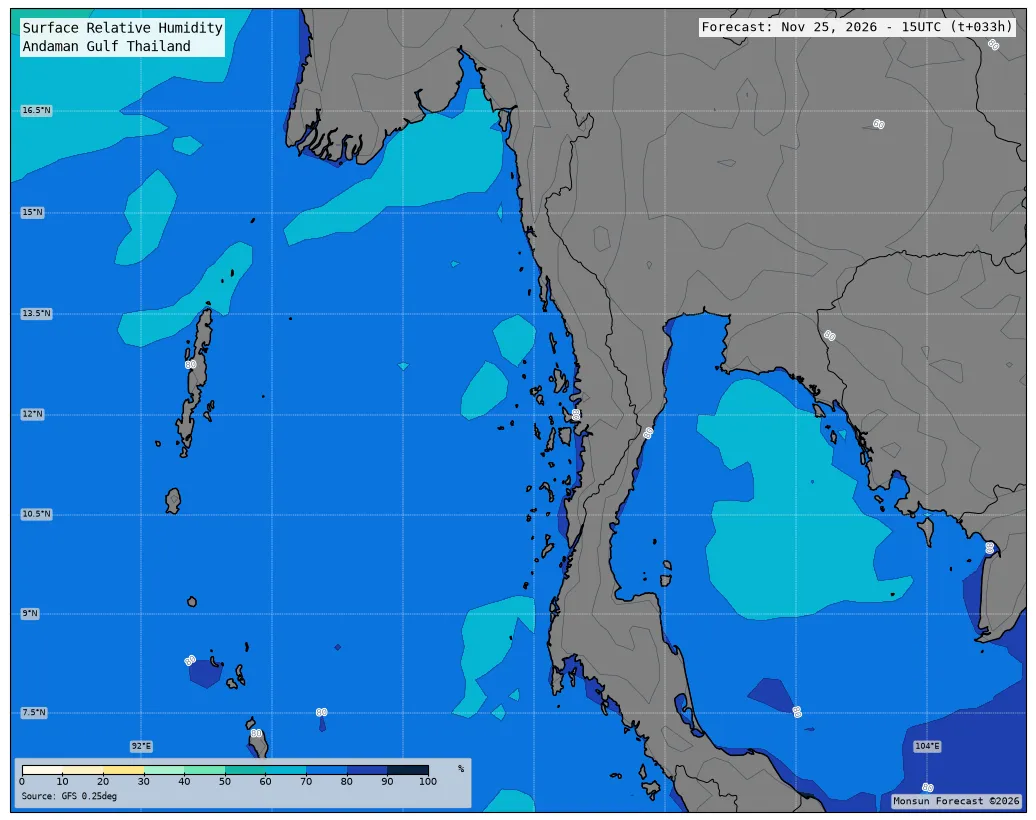 Surface Relative Humidity
Andaman Gulf Thailand
Forecast: Nov 25, 2026 - 15UTC (t+033h)
80
16.5°N
80
15°N
13.5°N
80
80
12°N
80
80
10.5°N
80
9°N
80
7.5°N
80
80
80
92°E
104°E
%
0 10 20 30 40 50 60 70 80 90 100
80
Source: GFS 0.25deg
Monsun Forecast ©2026